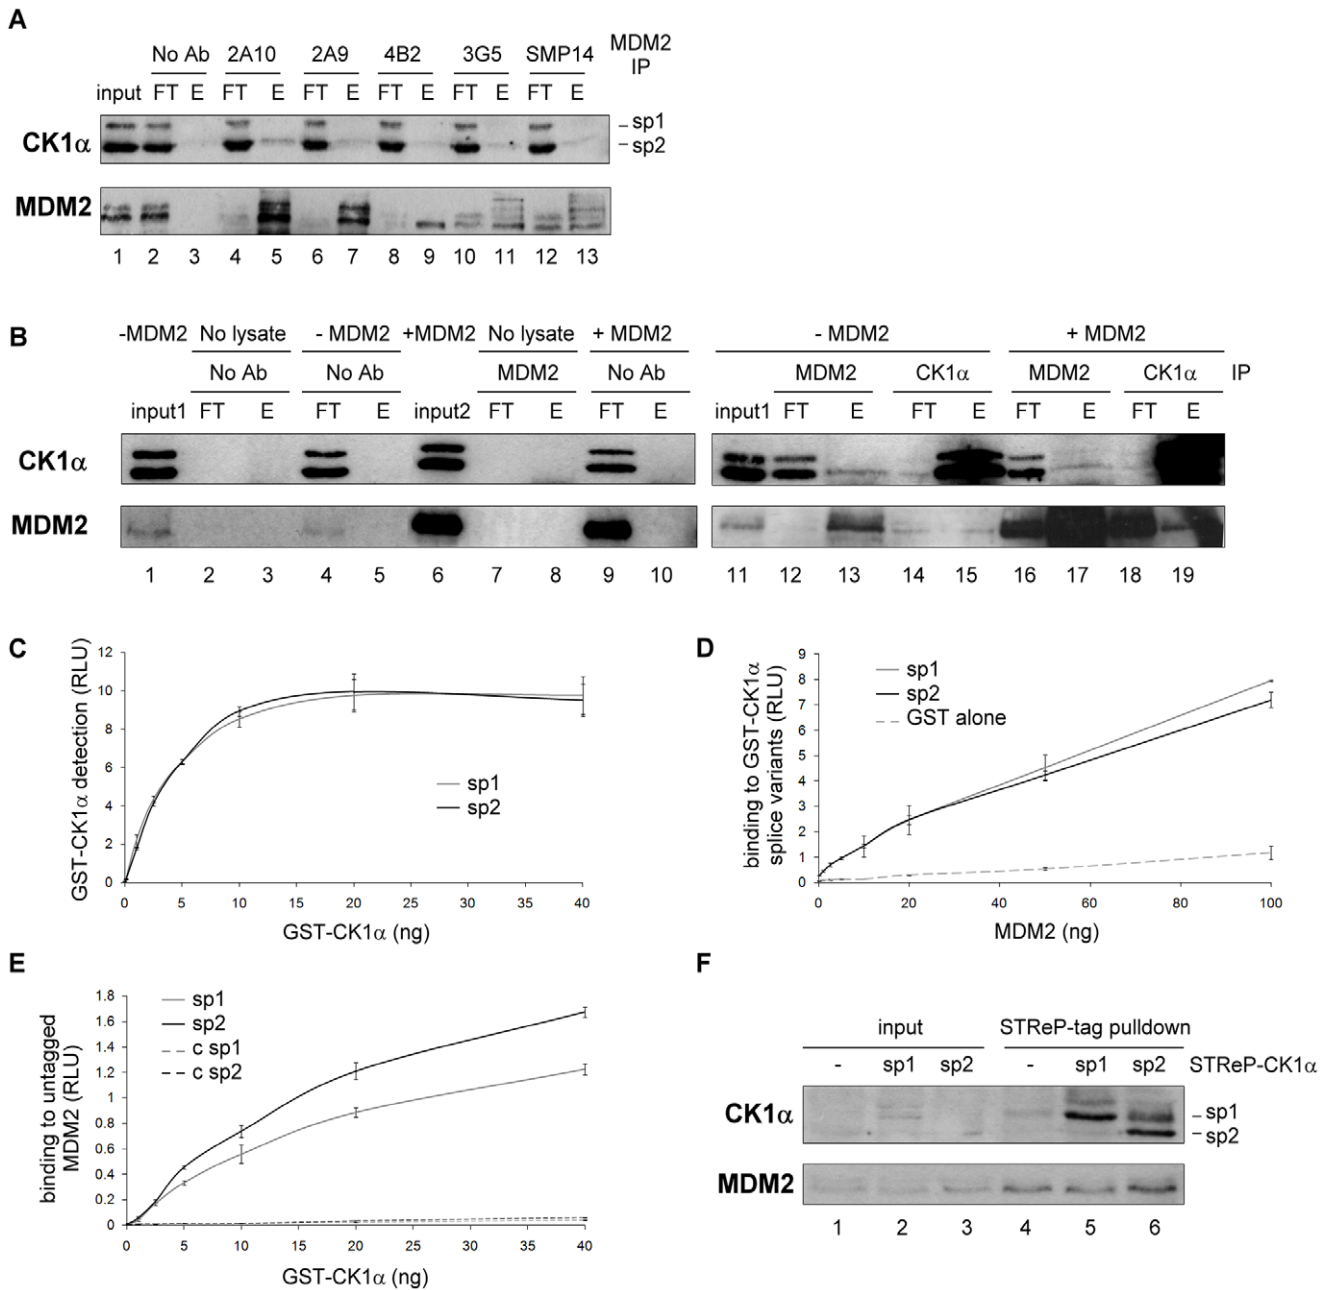 A
MDM2
IP
No Ab 2A10 2A9 4B2 3G5 SMP14
input FT E FT E FT E FT E FT E FT E
CK1α
sp1
sp2
MDM2
1 2 3 4 5 6 7 8 9 10 11 12 13
B
-MDM2 No lysate - MDM2 +MDM2 No lysate + MDM2 - MDM2 + MDM2
No Ab No Ab MDM2 No Ab MDM2 CK1α MDM2 CK1α IP
input1 FT E FT E input2 FT E FT E input1 FT E FT E FT E FT E
CK1α
MDM2
1 2 3 4 5 6 7 8 9 10 11 12 13 14 15 16 17 18 19
C
GST-CK1α detection (RLU)
12
10
8
6
4
2
0
sp1
sp2
0 5 10 15 20 25 30 35 40
GST-CK1α (ng)
D
binding to GST-CK1α
splice variants (RLU)
9
8
7
6
5
4
3
2
1
0
sp1
sp2
GST alone
0 20 40 60 80 100
MDM2 (ng)
E
binding to untagged
MDM2 (RLU)
1.8
1.6
1.4
1.2
1
0.8
0.6
0.4
0.2
0
sp1
sp2
c sp1
c sp2
0 5 10 15 20 25 30 35 40
GST-CK1α (ng)
F
input STReP-tag pulldown
- sp1 sp2 - sp1 sp2 STReP-CK1α
CK1α
sp1
sp2
MDM2
1 2 3 4 5 6